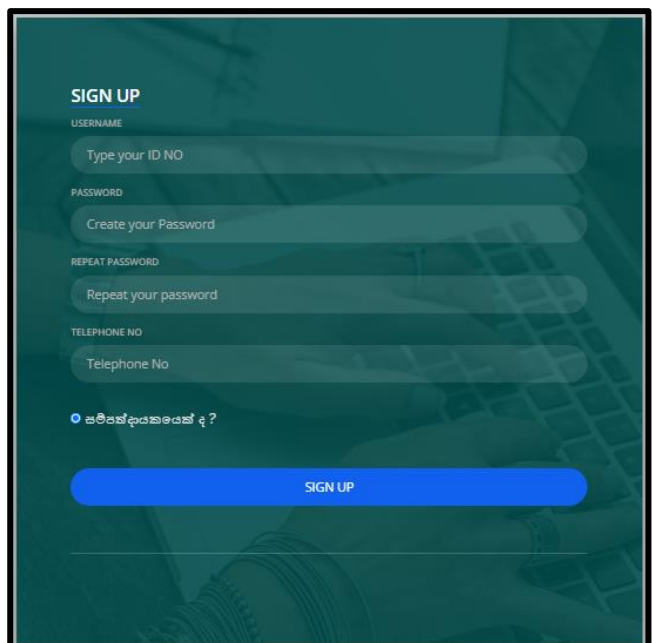 SIGN UP
USERNAME
Type your ID NO
PASSWORD
Create your Password
REPEAT PASSWORD
Repeat your password
TELEPHONE NO
Telephone No
සම්පත්දායකයෙක් ද ?
SIGN UP